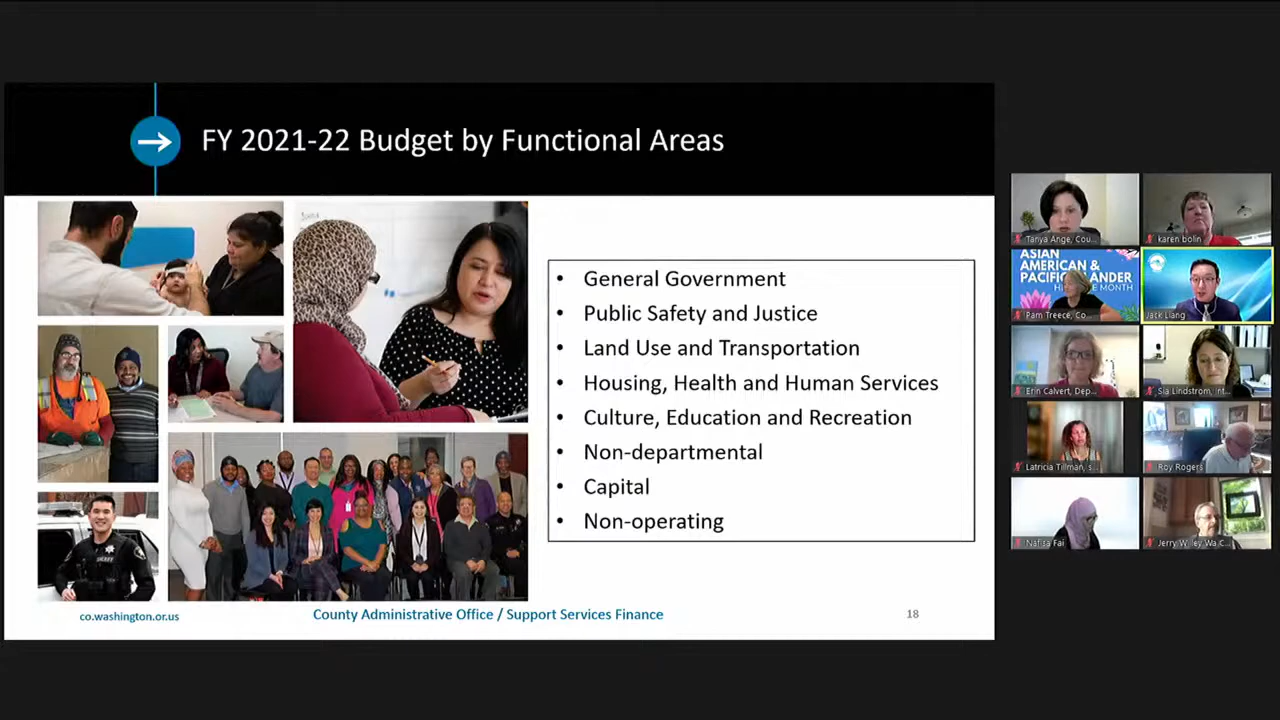 FY 2021-22 Budget by Functional Areas
• General Government
• Public Safety and Justice
• Land Use and Transportation
• Housing, Health and Human Services
• Culture, Education and Recreation
• Non-departmental
• Capital
• Non-operating
co.washington.or.us
County Administrative Office / Support Services Finance
18
Tanya Ange, Cou...
karen bolin
ASIAN
AMERICAN &
PACIFIC
ANDER
MONTH
Pam Treece, Co...
Jack Liang
Erin Calvert, Dep...
Sia Lindstrom, Int...
Latricia Tillman, s...
Roy Rogers
Nafisa Fai
Jerry Willey Wa C...
SHERIFF